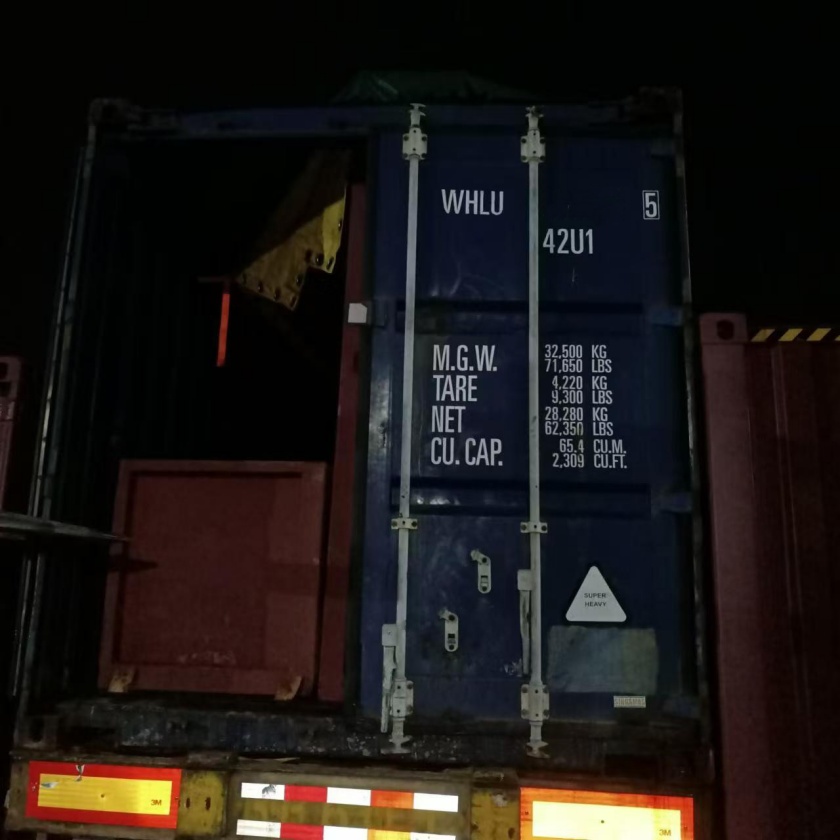 WHLU 5
42U1
M.G.W. 32,500 KG
71,650 LBS
TARE 4,220 KG
9,300 LBS
NET 28,280 KG
62,350 LBS
CU. CAP. 65.4 CU.M.
2,309 CU.FT.
SUPER
HEAVY
3M
3M